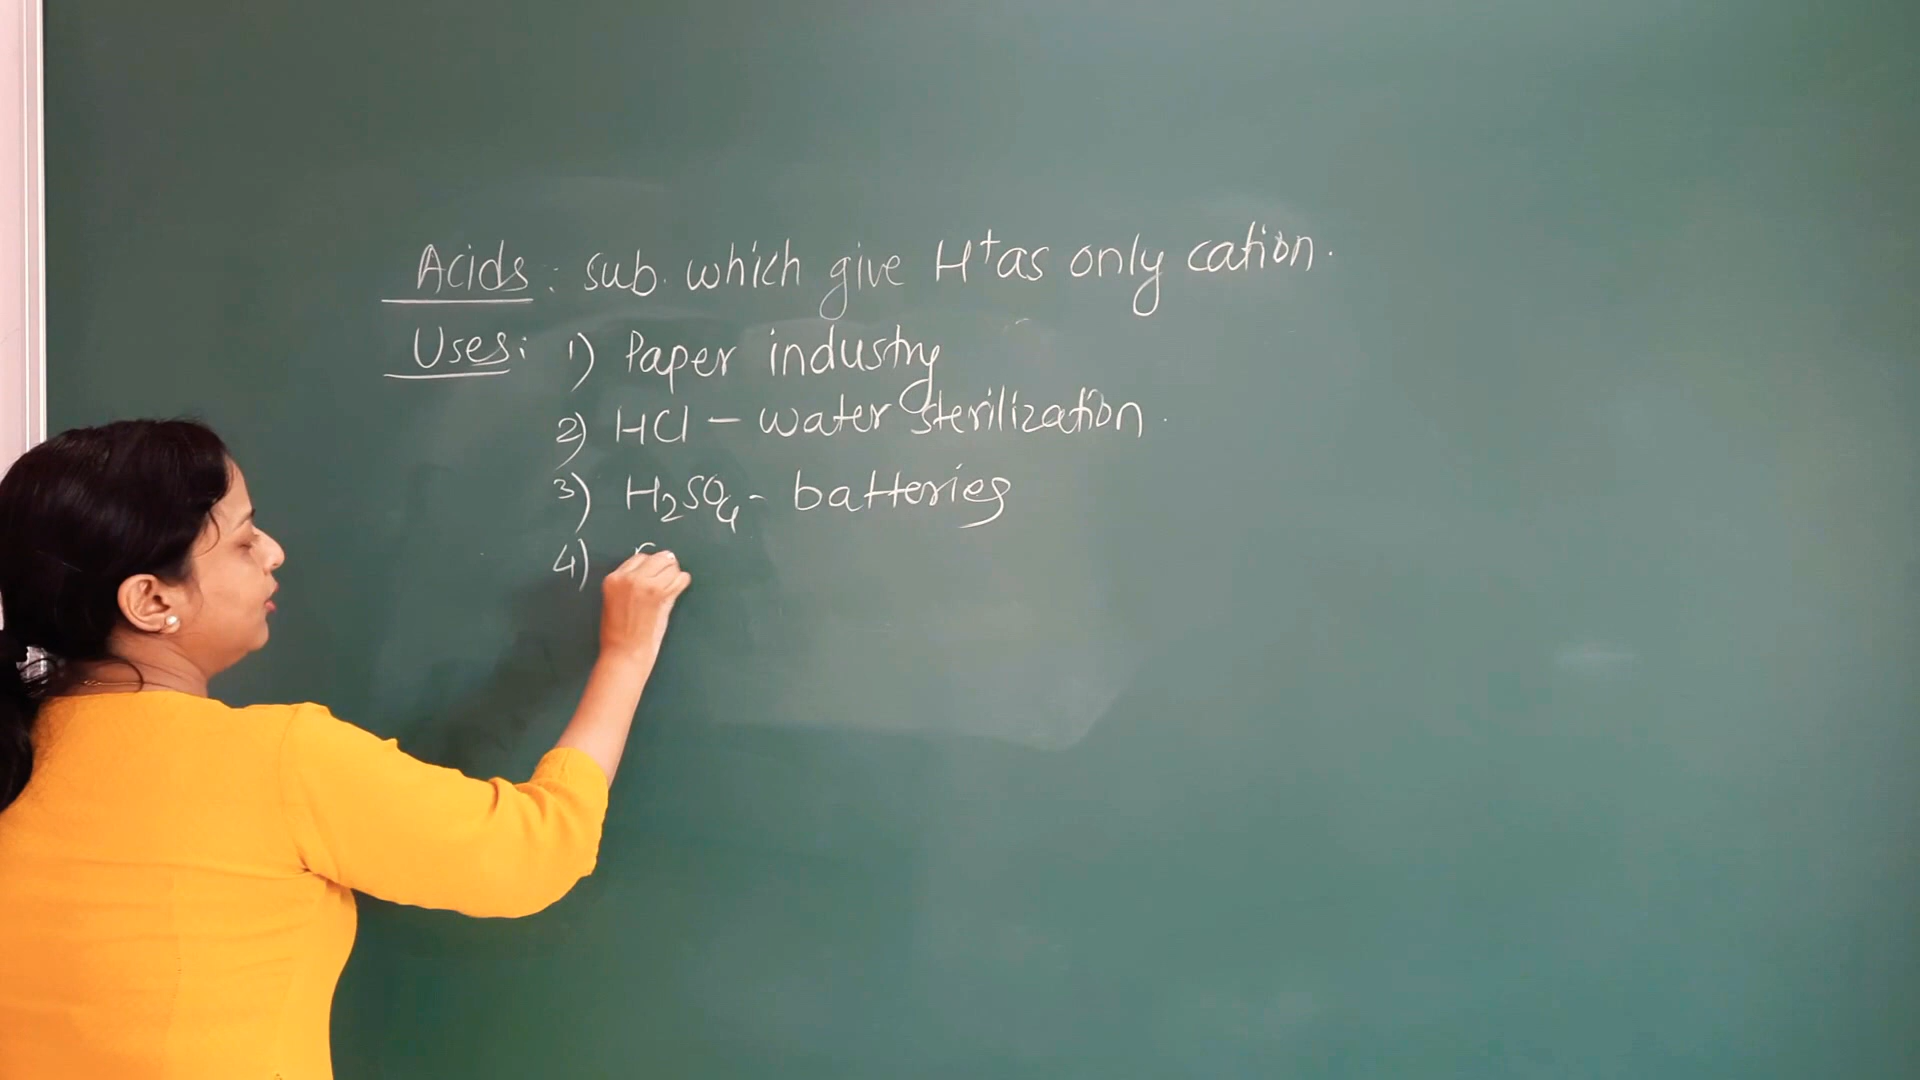 Acids: sub. which give H⁺as only cation.
Uses: 1) Paper industry
2) HCl - water sterilization.
3) H₂SO₄ - batteries
4)